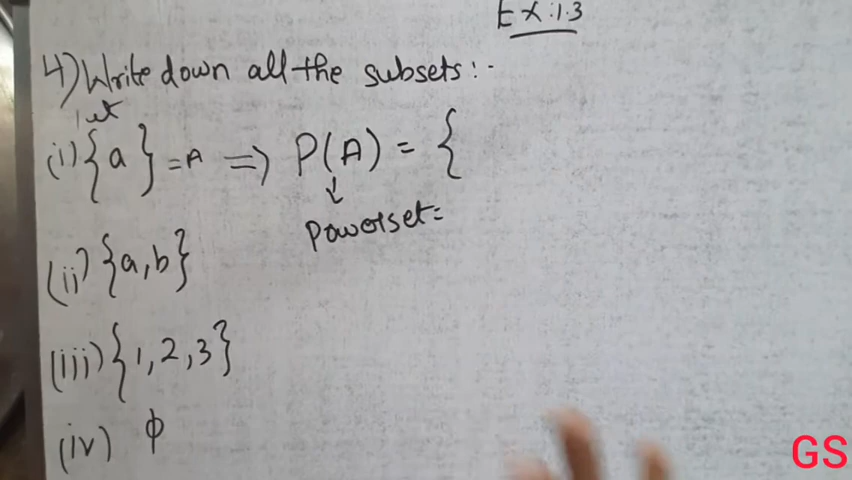 Ex:1.3
4) Write down all the subsets:-
let
(i) {a} = A => P(A) = {
↓
Powerset=
(ii) {a,b}
(iii) {1,2,3}
(iv) φ
GS